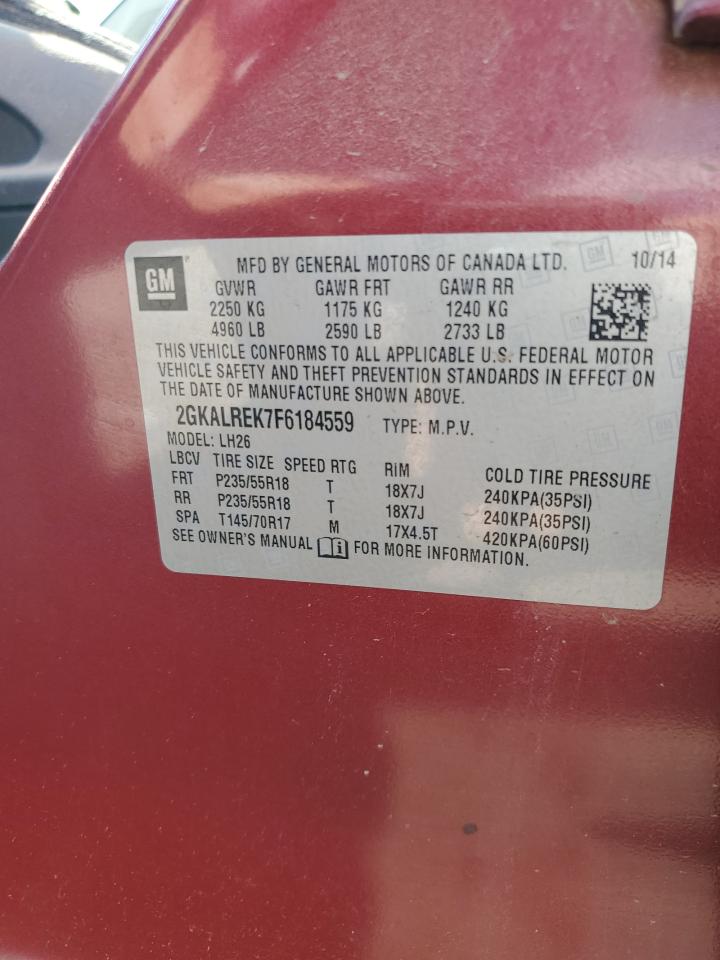 GM MFD BY GENERAL MOTORS OF CANADA LTD. 10/14
GVWR GAWR FRT GAWR RR
2250 KG 1175 KG 1240 KG
4960 LB 2590 LB 2733 LB
THIS VEHICLE CONFORMS TO ALL APPLICABLE U.S. FEDERAL MOTOR
VEHICLE SAFETY AND THEFT PREVENTION STANDARDS IN EFFECT ON
THE DATE OF MANUFACTURE SHOWN ABOVE.
2GKALREK7F6184559 TYPE: M.P.V.
MODEL: LH26
LBCV TIRE SIZE SPEED RTG RIM COLD TIRE PRESSURE
FRT P235/55R18 T 18X7J 240KPA(35PSI)
RR P235/55R18 T 18X7J 240KPA(35PSI)
SPA T145/70R17 M 17X4.5T 420KPA(60PSI)
SEE OWNER'S MANUAL FOR MORE INFORMATION.